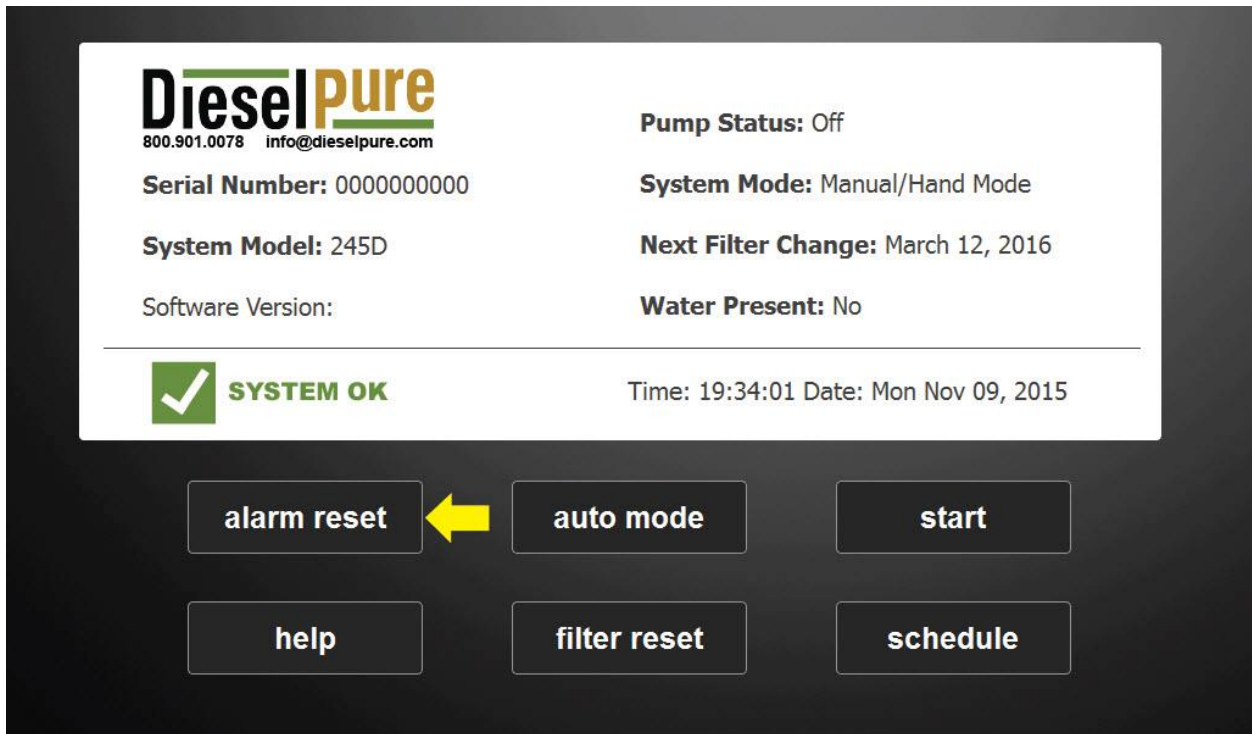 DieselPure
800.901.0078 info@dieselpure.com
Serial Number: 0000000000
System Model: 245D
Software Version:
Pump Status: Off
System Mode: Manual/Hand Mode
Next Filter Change: March 12, 2016
Water Present: No
SYSTEM OK
Time: 19:34:01 Date: Mon Nov 09, 2015
alarm reset
auto mode
start
help
filter reset
schedule